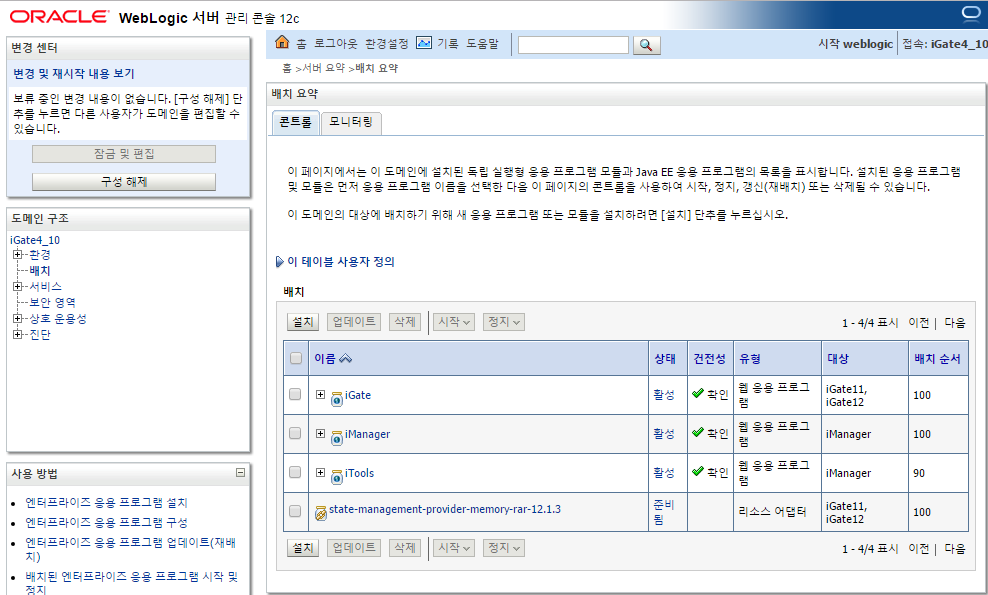 ORACLE® WebLogic 서버 관리 콘솔 12c
변경 센터
변경 및 재시작 내용 보기
보류 중인 변경 내용이 없습니다. [구성 해제] 단
추를 누르면 다른 사용자가 도메인을 편집할 수
있습니다.
잠금 및 편집
구성 해제
도메인 구조
iGate4_10
환경
배치
서비스
보안 영역
상호 운용성
진단
사용 방법
엔터프라이즈 응용 프로그램 설치
엔터프라이즈 응용 프로그램 구성
엔터프라이즈 응용 프로그램 업데이트(재배
치)
배치된 엔터프라이즈 응용 프로그램 시작 및
정지
홈 로그아웃 환경설정 기록 도움말
시작 weblogic 접속: iGate4_10
홈 >서버 요약 >배치 요약
배치 요약
콘트롤 모니터링
이 페이지에서는 이 도메인에 설치된 독립 실행형 응용 프로그램 모듈과 Java EE 응용 프로그램의 목록을 표시합니다. 설치된 응용 프로그램
및 모듈은 먼저 응용 프로그램 이름을 선택한 다음 이 페이지의 콘트롤을 사용하여 시작, 정지, 갱신(재배치) 또는 삭제될 수 있습니다.
이 도메인의 대상에 배치하기 위해 새 응용 프로그램 또는 모듈을 설치하려면 [설치] 단추를 누르십시오.
이 테이블 사용자 정의
배치
설치 업데이트 삭제 시작 정지 1 - 4/4 표시 이전 | 다음
이름 상태 건전성 유형 대상 배치 순서
iGate 활성 확인 웹 응용 프로그램 iGate11, iGate12 100
iManager 활성 확인 웹 응용 프로그램 iManager 100
iTools 활성 확인 웹 응용 프로그램 iManager 90
state-management-provider-memory-rar-12.1.3 준비됨 리소스 어댑터 iGate11, iGate12 100
설치 업데이트 삭제 시작 정지 1 - 4/4 표시 이전 | 다음